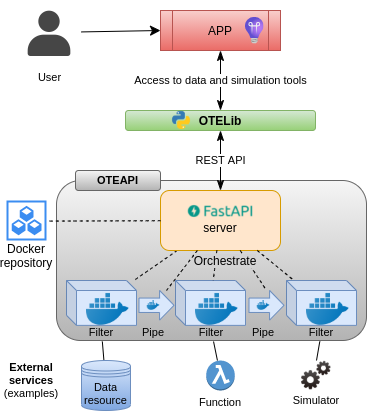 APP
User
Access to data and simulation tools
OTELib
REST API
OTEAPI
FastAPI
server
Docker
repository
Orchestrate
Filter
Pipe
Filter
Pipe
Filter
External
services
(examples)
Data
resource
λ
Function
Simulator